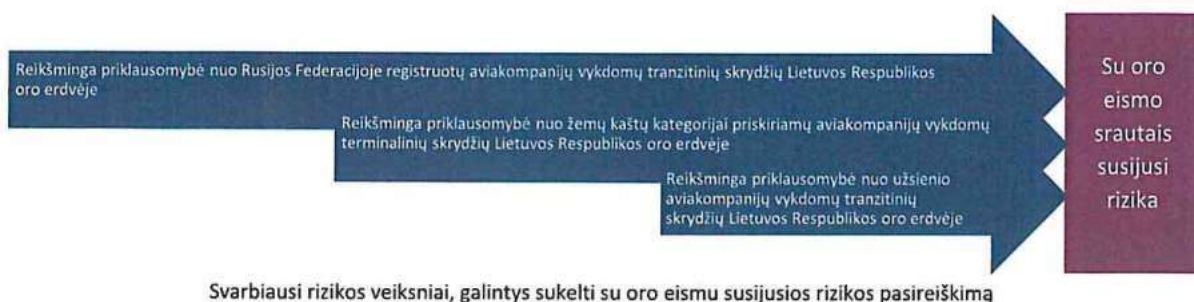 Reikšminga priklausomybė nuo Rusijos Federacijoje registruotų aviakompanijų vykdomų tranzitinių skrydžių Lietuvos Respublikos
oro erdvėje
Reikšminga priklausomybė nuo žemų kaštų kategorijai priskiriamų aviakompanijų vykdomų
terminalinių skrydžių Lietuvos Respublikos oro erdvėje
Reikšminga priklausomybė nuo užsienio
aviakompanijų vykdomų tranzitinių
skrydžių Lietuvos Respublikos oro erdvėje
Su oro
eismo
srautais
susijusi
rizika
Svarbiausi rizikos veiksniai, galintys sukelti su oro eismu susijusios rizikos pasireiškimą